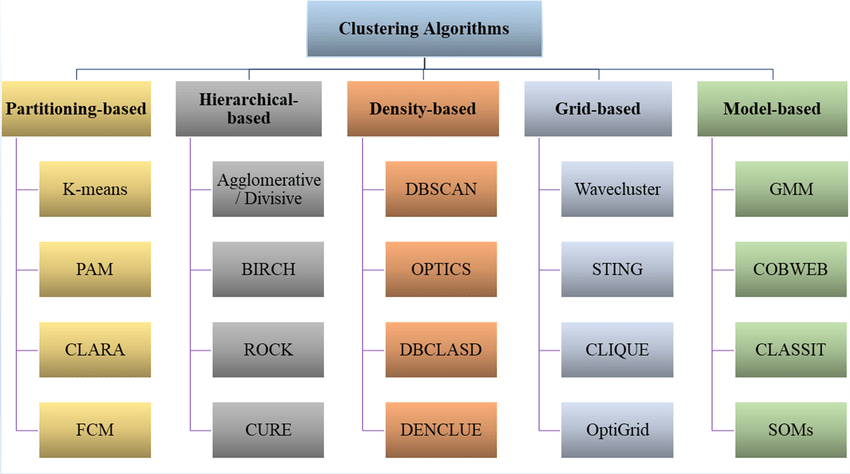 Clustering Algorithms
Partitioning-based
Hierarchical-
based
Density-based
Grid-based
Model-based
K-means
Agglomerative
/ Divisive
DBSCAN
Wavecluster
GMM
PAM
BIRCH
OPTICS
STING
COBWEB
CLARA
ROCK
DBCLASD
CLIQUE
CLASSIT
FCM
CURE
DENCLUE
OptiGrid
SOMs